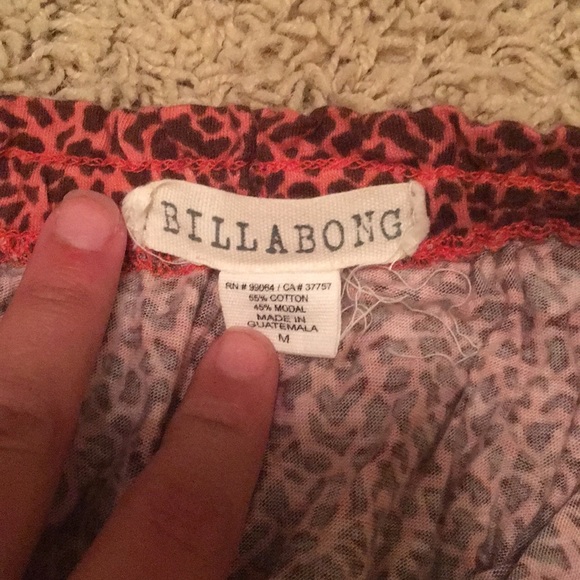 BILLABONG
RN # 99064 / CA # 37757
55% COTTON
45% MODAL
MADE IN
GUATEMALA
M